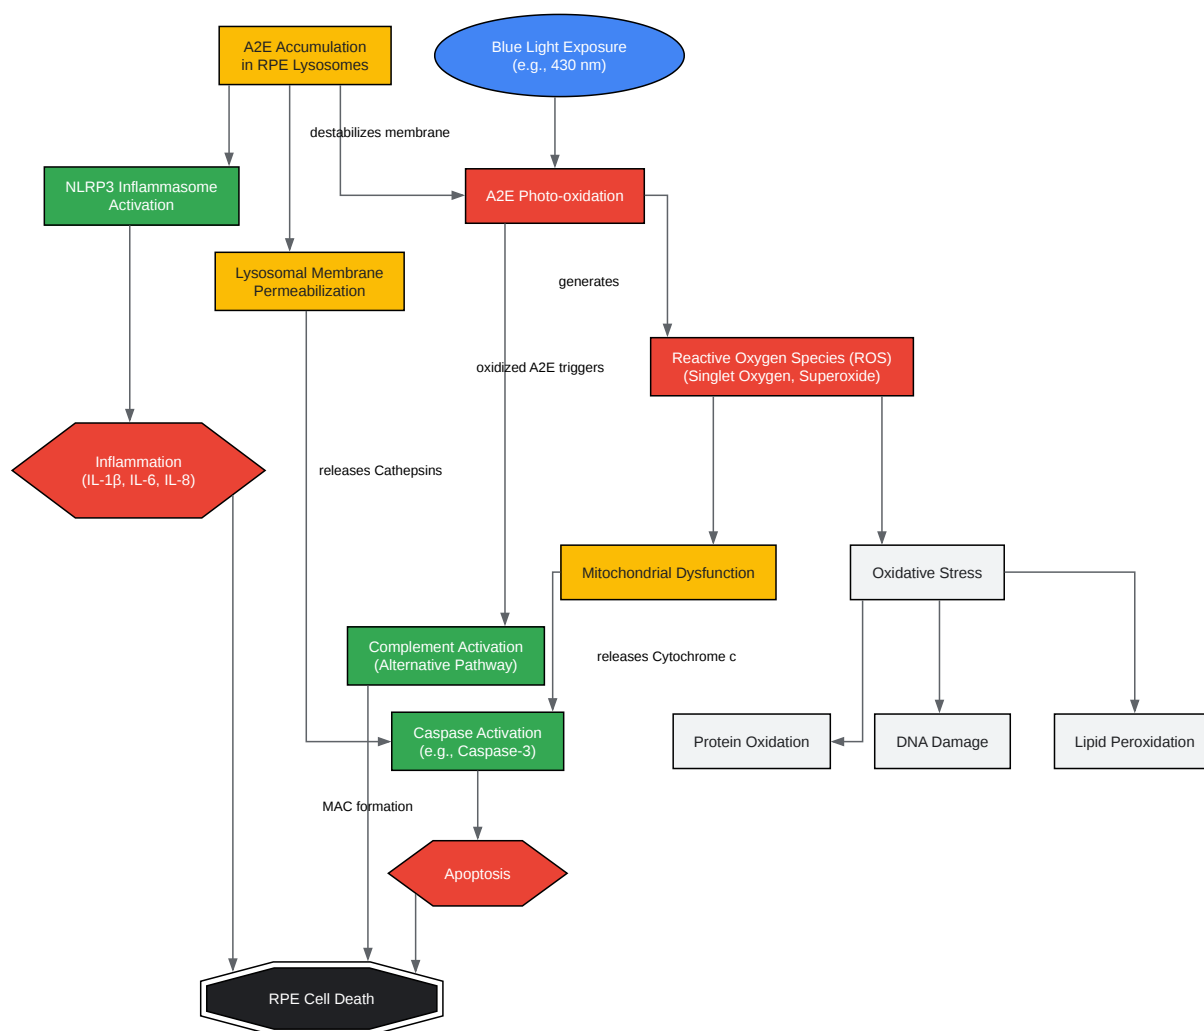 A2E Accumulation
in RPE Lysosomes
Blue Light Exposure
(e.g., 430 nm)
destabilizes membrane
NLRP3 Inflammasome
Activation
A2E Photo-oxidation
Lysosomal Membrane
Permeabilization
generates
Reactive Oxygen Species (ROS)
(Singlet Oxygen, Superoxide)
oxidized A2E triggers
Inflammation
(IL-1β, IL-6, IL-8)
releases Cathepsins
Mitochondrial Dysfunction
Oxidative Stress
Complement Activation
(Alternative Pathway)
releases Cytochrome c
Caspase Activation
(e.g., Caspase-3)
Protein Oxidation
DNA Damage
Lipid Peroxidation
MAC formation
Apoptosis
RPE Cell Death